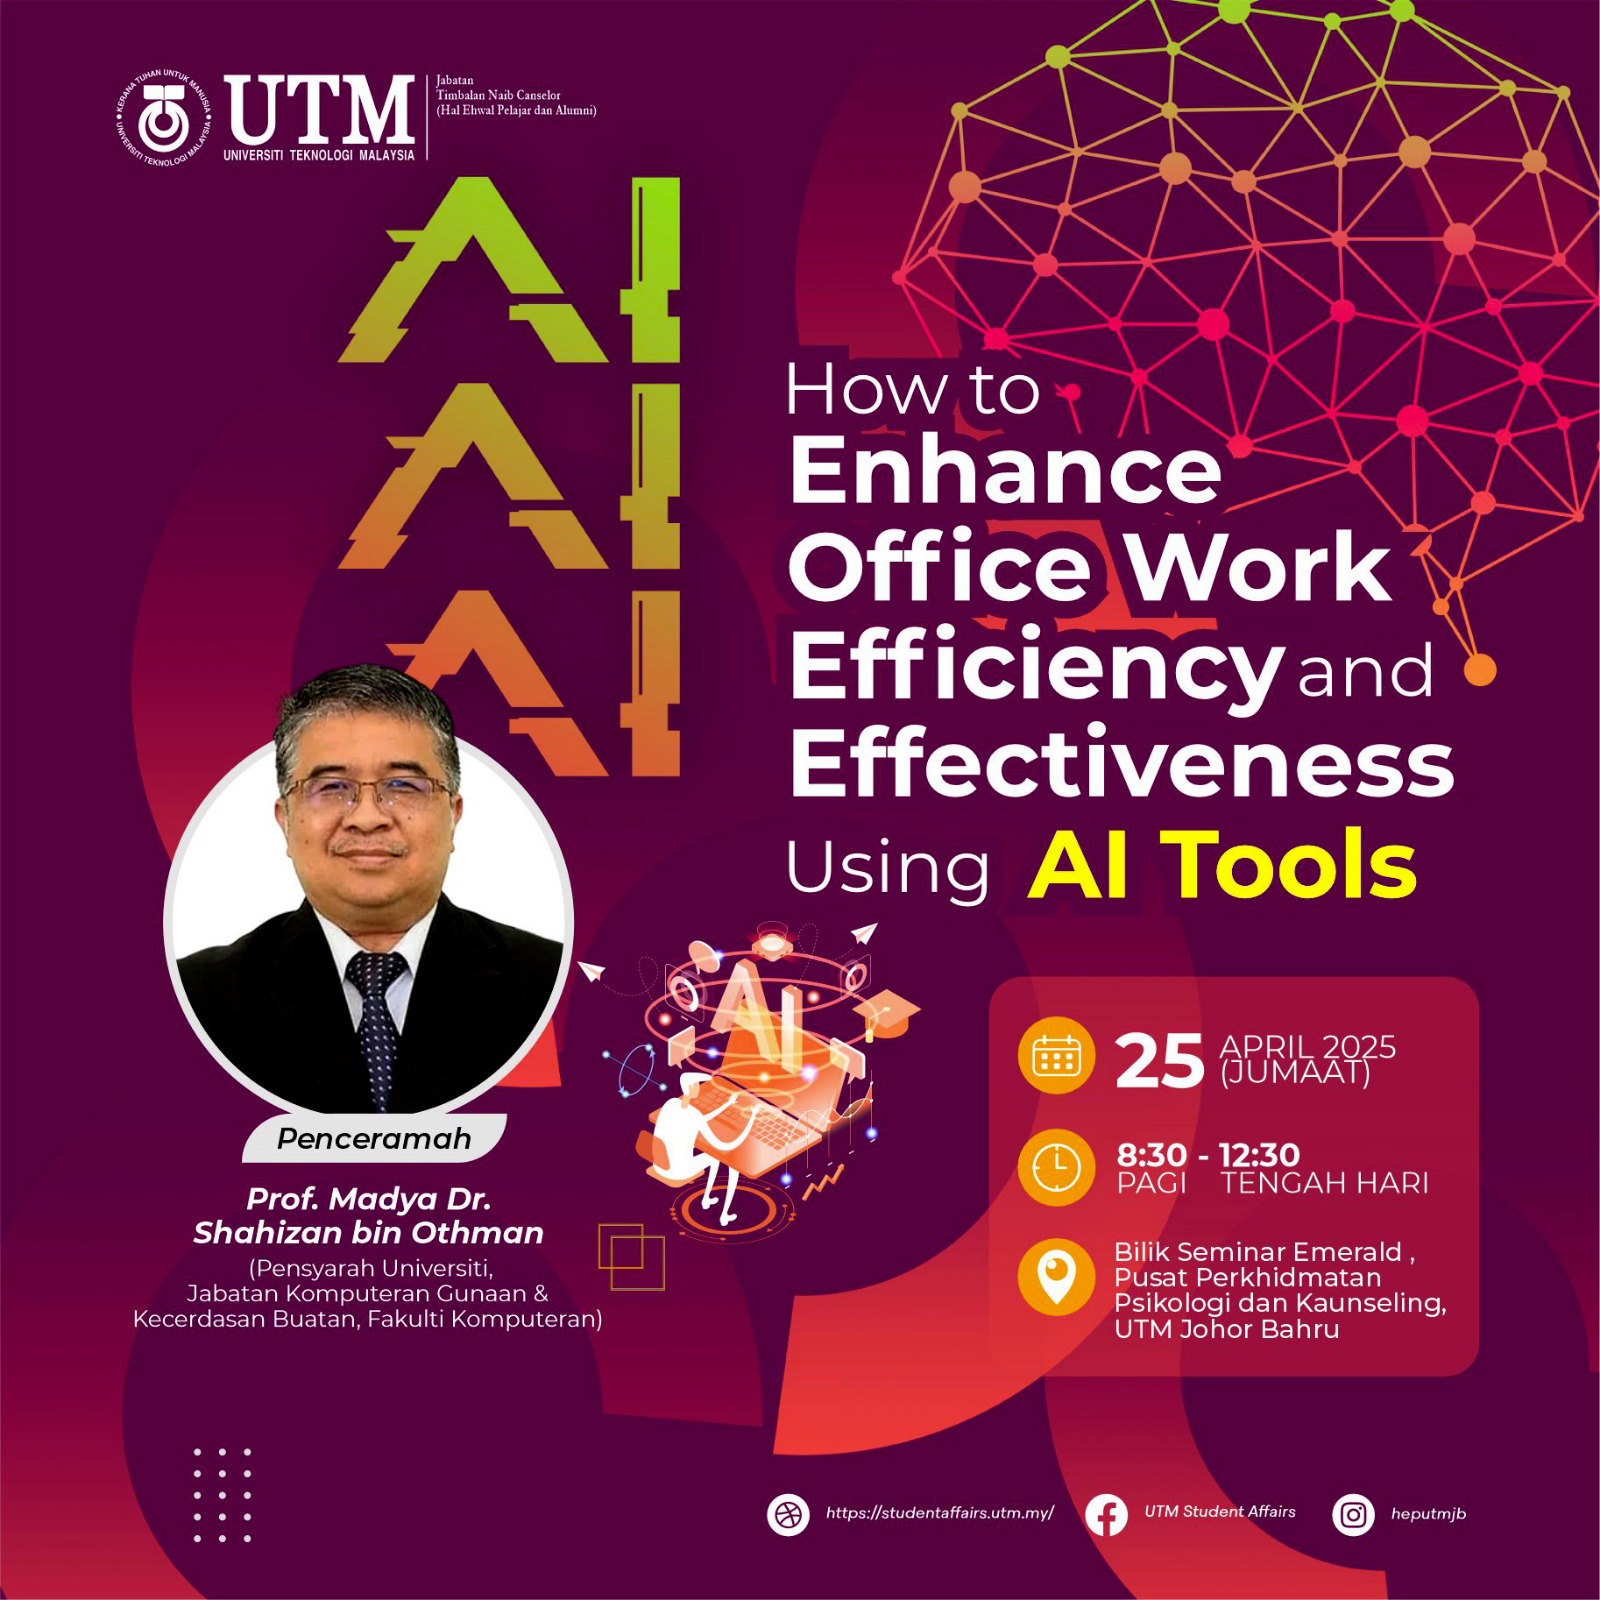 KERANA TUHAN UNTUK MANUSIA
UNIVERSITI TEKNOLOGI MALAYSIA
UTM
UNIVERSITI TEKNOLOGI MALAYSIA
Jabatan
Timbalan Naib Canselor
(Hal Ehwal Pelajar dan Alumni)
AI
AI
AI
How to
Enhance
Office Work
Efficiency and
Effectiveness
Using AI Tools
AI
Penceramah
Prof. Madya Dr.
Shahizan bin Othman
(Pensyarah Universiti,
Jabatan Komputeran Gunaan &
Kecerdasan Buatan, Fakulti Komputeran)
25 APRIL 2025
(JUMAAT)
8:30 - 12:30
PAGI TENGAH HARI
Bilik Seminar Emerald ,
Pusat Perkhidmatan
Psikologi dan Kaunseling,
UTM Johor Bahru
https://studentaffairs.utm.my/
UTM Student Affairs
heputmjb